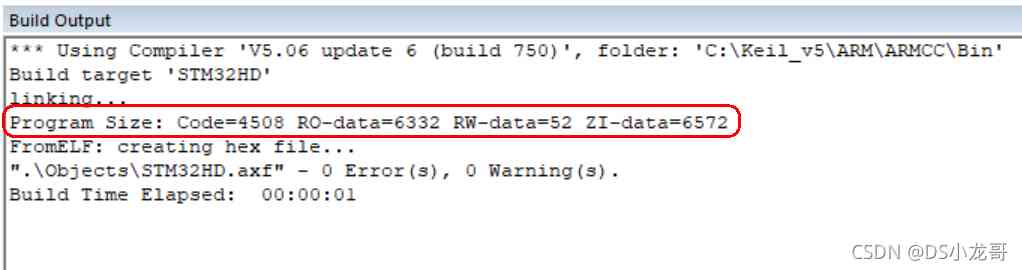 Build Output
*** Using Compiler 'V5.06 update 6 (build 750)', folder: 'C:\Keil_v5\ARM\ARMCC\Bin'
Build target 'STM32HD'
linking...
Program Size: Code=4508 RO-data=6332 RW-data=52 ZI-data=6572
FromELF: creating hex file...
".\Objects\STM32HD.axf" - 0 Error(s), 0 Warning(s).
Build Time Elapsed:  00:00:01
CSDN @DS小龙哥